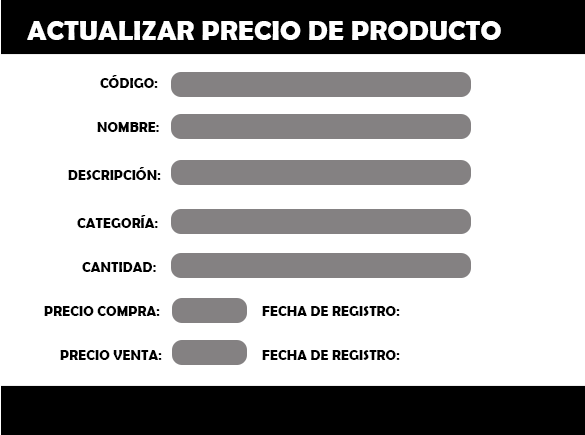 ACTUALIZAR PRECIO DE PRODUCTO
CÓDIGO:
NOMBRE:
DESCRIPCIÓN:
CATEGORÍA:
CANTIDAD:
PRECIO COMPRA: FECHA DE REGISTRO:
PRECIO VENTA: FECHA DE REGISTRO: